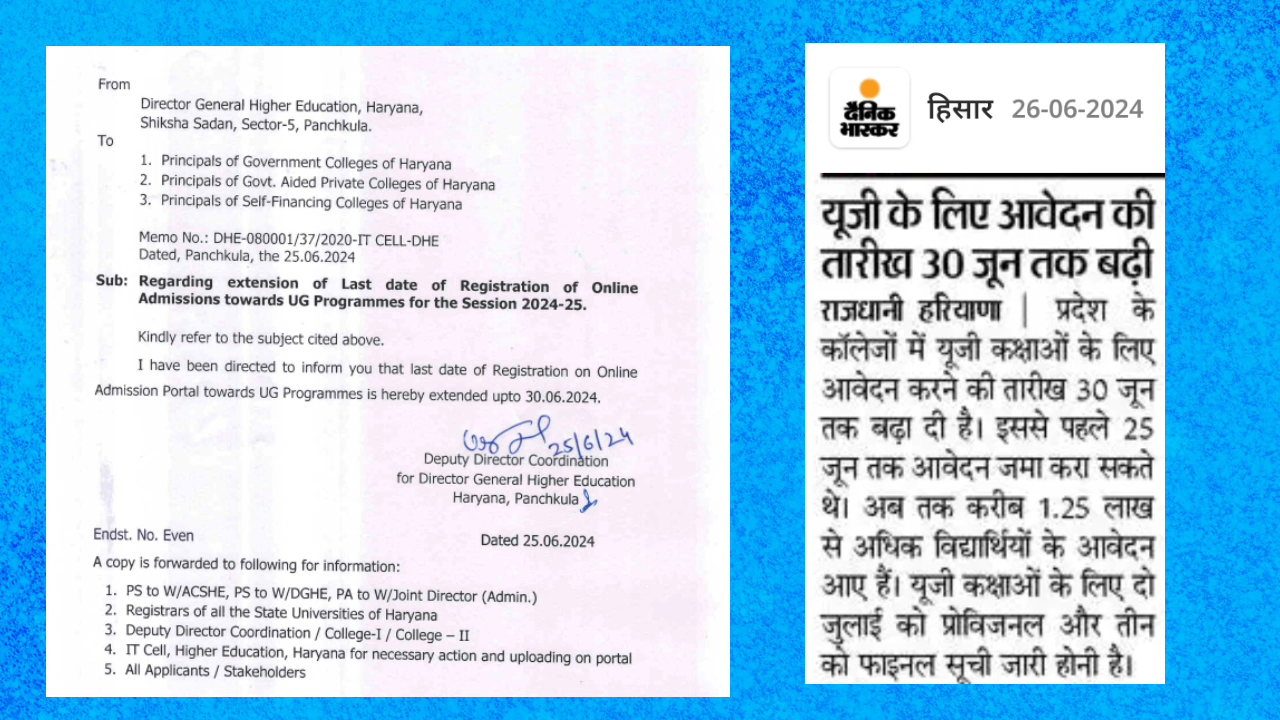 From
Director General Higher Education, Haryana,
Shiksha Sadan, Sector-5, Panchkula.
To
1. Principals of Government Colleges of Haryana
2. Principals of Govt. Aided Private Colleges of Haryana
3. Principals of Self-Financing Colleges of Haryana
Memo No.: DHE-080001/37/2020-IT CELL-DHE
Dated, Panchkula, the 25.06.2024
Sub: Regarding extension of Last date of Registration of Online
Admissions towards UG Programmes for the Session 2024-25.
Kindly refer to the subject cited above.
I have been directed to inform you that last date of Registration on Online
Admission Portal towards UG Programmes is hereby extended upto 30.06.2024.
25/6/24
Deputy Director Coordination
for Director General Higher Education
Haryana, Panchkula
Endst. No. Even Dated 25.06.2024
A copy is forwarded to following for information:
1. PS to W/ACSHE, PS to W/DGHE, PA to W/Joint Director (Admin.)
2. Registrars of all the State Universities of Haryana
3. Deputy Director Coordination / College-I / College – II
4. IT Cell, Higher Education, Haryana for necessary action and uploading on portal
5. All Applicants / Stakeholders
दैनिक
भास्कर
हिसार 26-06-2024
यूजी के लिए आवेदन की
तारीख 30 जून तक बढ़ी
राजधानी हरियाणा | प्रदेश के
कॉलेजों में यूजी कक्षाओं के लिए
आवेदन करने की तारीख 30 जून
तक बढ़ा दी है। इससे पहले 25
जून तक आवेदन जमा करा सकते
थे। अब तक करीब 1.25 लाख
से अधिक विद्यार्थियों के आवेदन
आए हैं। यूजी कक्षाओं के लिए दो
जुलाई को प्रोविजनल और तीन
को फाइनल सूची जारी होनी है।